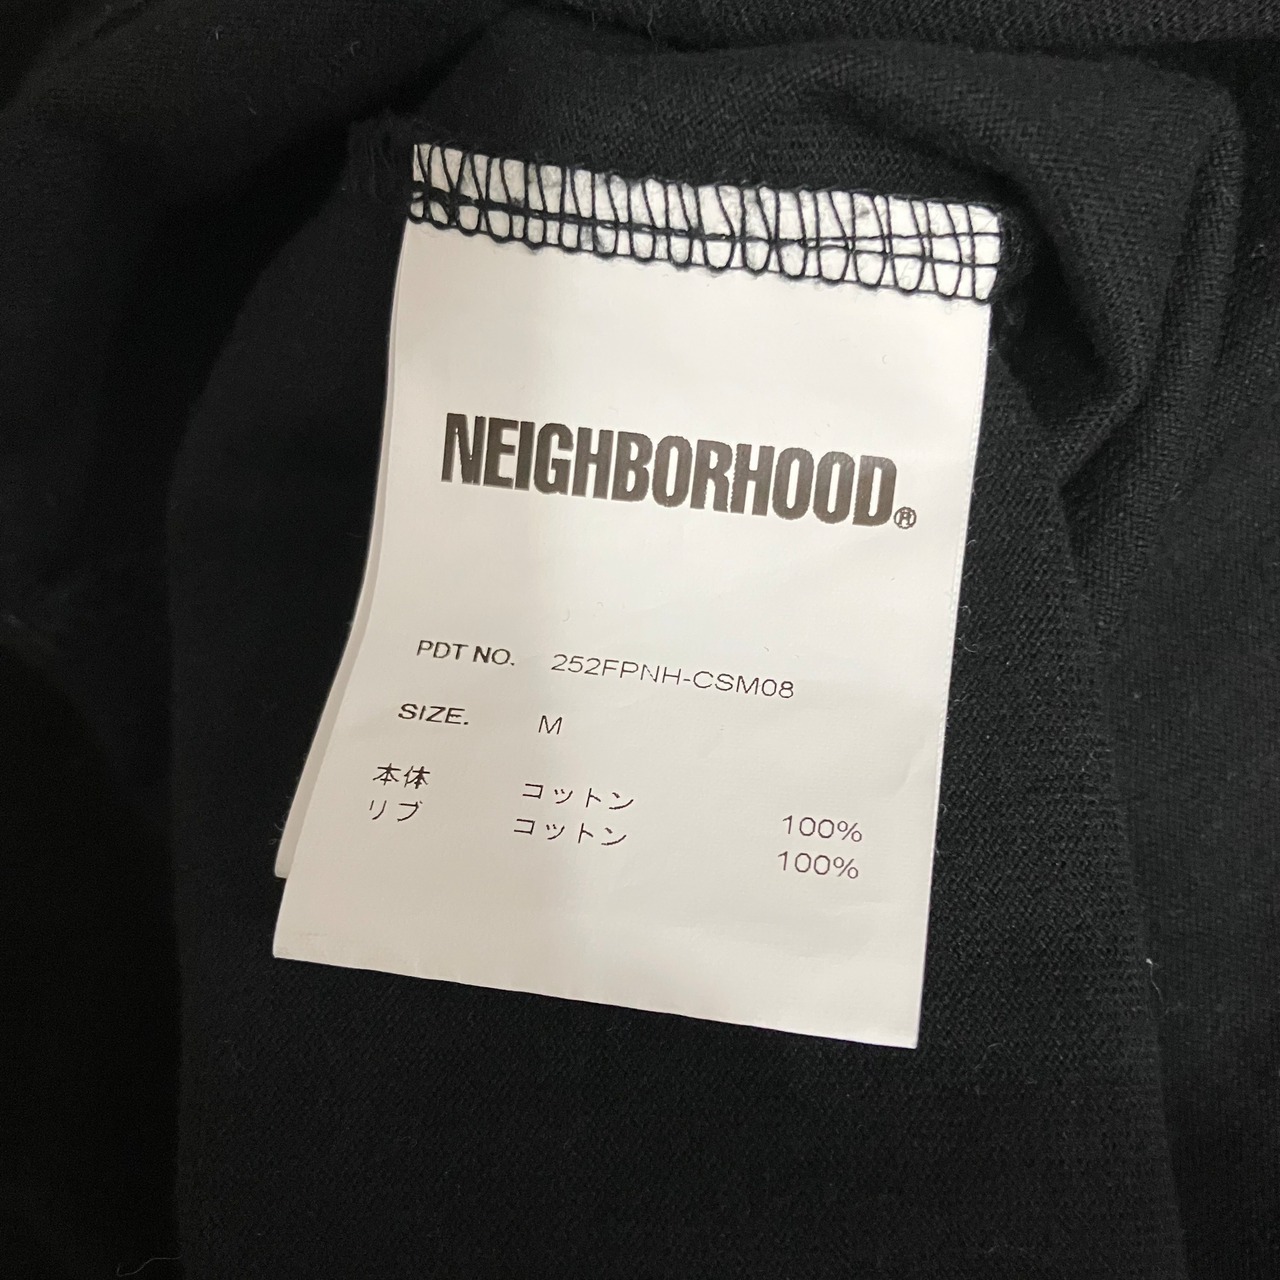 NEIGHBORHOOD®
PDT NO. 252FPNH-CSM08
SIZE. M
本体 コットン 100%
リブ コットン 100%